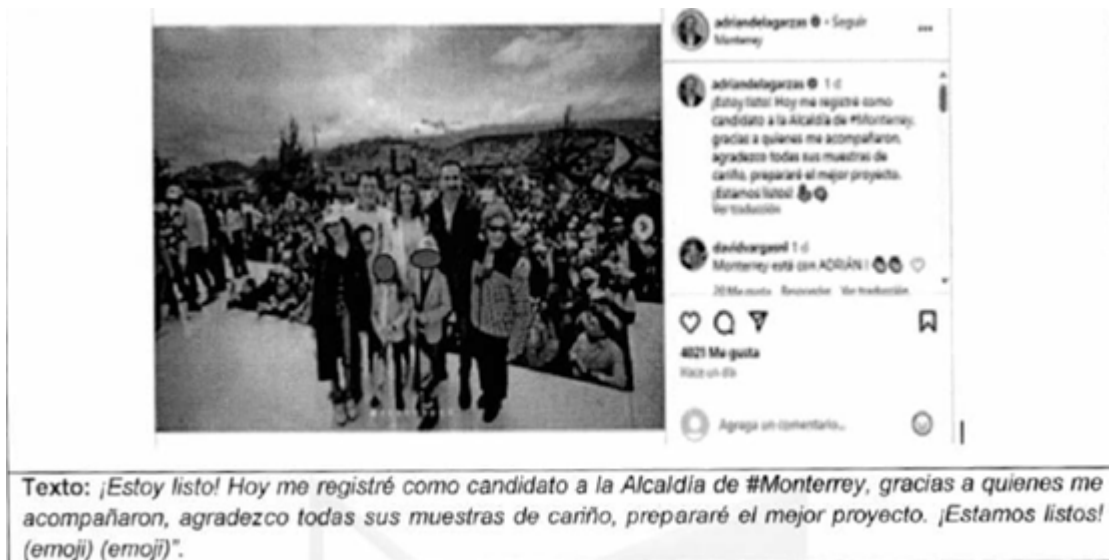 adriandelagarzas • Seguir
Monterrey
adriandelagarzas 1 d
¡Estoy listo! Hoy me registré como
candidato a la Alcaldía de #Monterrey,
gracias a quienes me acompañaron,
agradezco todas sus muestras de
cariño, prepararé el mejor proyecto.
¡Estamos listos!
Ver traducción
davidvargasnl 1 d
Monterrey está con ADRIÁN !
20 Me gusta Responder Ver traducción
4021 Me gusta
Hace un día
Agrega un comentario...
Texto: ¡Estoy listo! Hoy me registré como candidato a la Alcaldía de #Monterrey, gracias a quienes me
acompañaron, agradezco todas sus muestras de cariño, prepararé el mejor proyecto. ¡Estamos listos!
(emoji) (emoji)”.